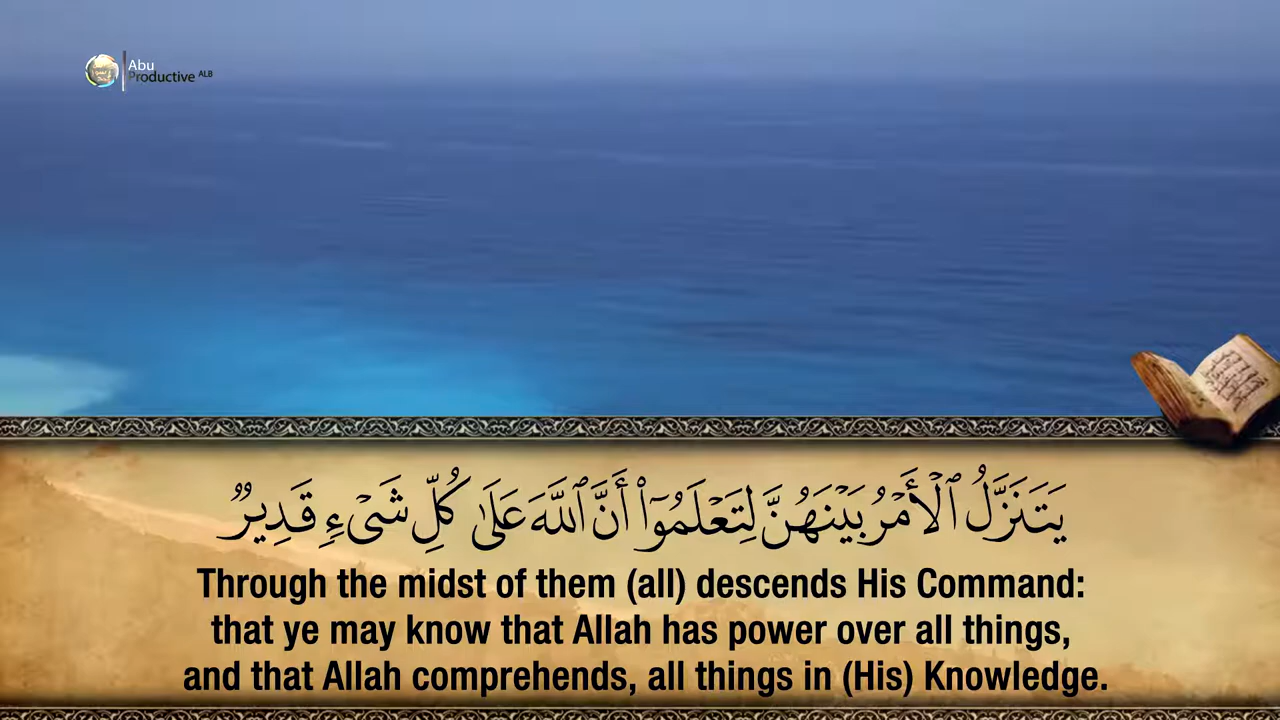 Abu
Productive ALB
يَتَنَزَّلُ ٱلْأَمْرُ بَيْنَهُنَّ لِتَعْلَمُوٓا۟ أَنَّ ٱللَّهَ عَلَىٰ كُلِّ شَىْءٍ قَدِيرٌ
Through the midst of them (all) descends His Command:
that ye may know that Allah has power over all things,
and that Allah comprehends, all things in (His) Knowledge.